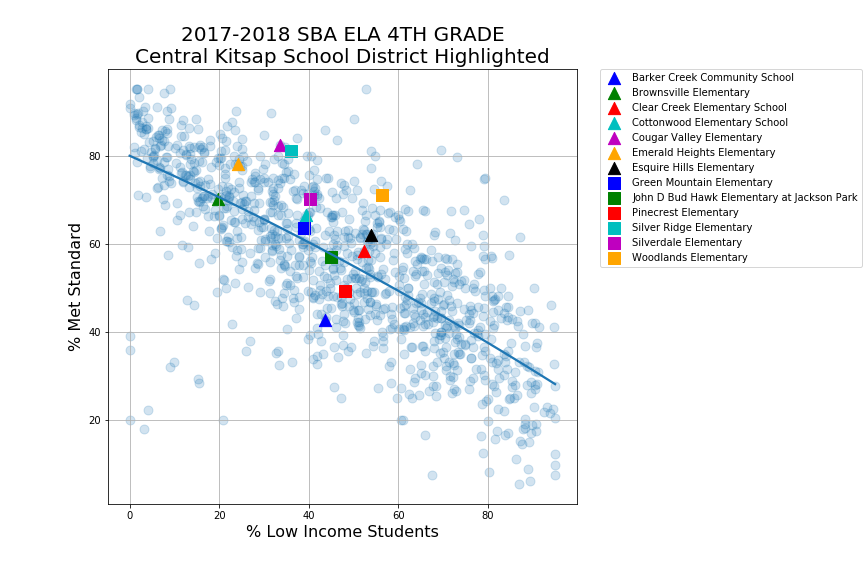 2017-2018 SBA ELA 4TH GRADE
Central Kitsap School District Highlighted
% Met Standard
80
60
40
20
0
20
40
60
80
% Low Income Students
Barker Creek Community School
Brownsville Elementary
Clear Creek Elementary School
Cottonwood Elementary School
Cougar Valley Elementary
Emerald Heights Elementary
Esquire Hills Elementary
Green Mountain Elementary
John D Bud Hawk Elementary at Jackson Park
Pinecrest Elementary
Silver Ridge Elementary
Silverdale Elementary
Woodlands Elementary